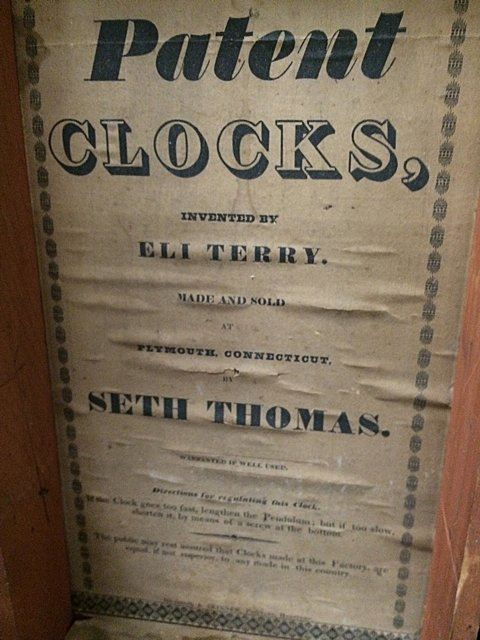 Patent
CLOCKS,
INVENTED BY
ELI TERRY.
MADE AND SOLD
AT
PLYMOUTH, CONNECTICUT,
BY
SETH THOMAS.
WARRANTED IF WELL USED.
Directions for regulating this Clock.
If the Clock goes too fast, lengthen the Pendulum; but if too slow,
shorten it, by means of a screw at the bottom.
The public may rest assured that Clocks made at this Factory, are
equal, if not superior, to any made in this country.